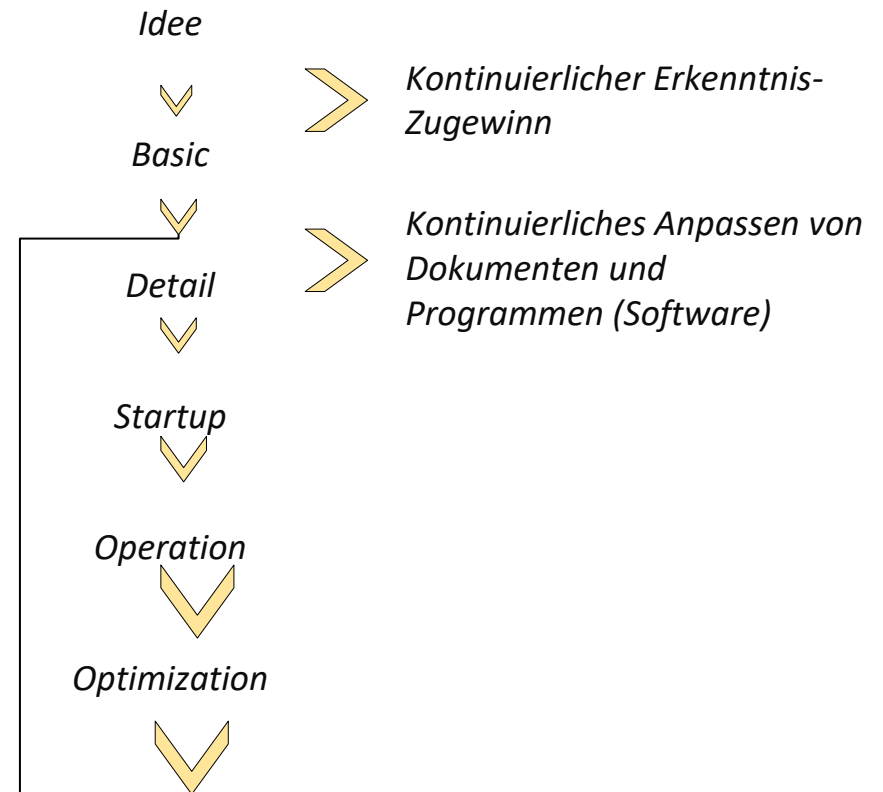 Idee
Kontinuierlicher Erkenntnis-
Zugewinn
Basic
Kontinuierliches Anpassen von
Dokumenten und
Programmen (Software)
Detail
Startup
Operation
Optimization